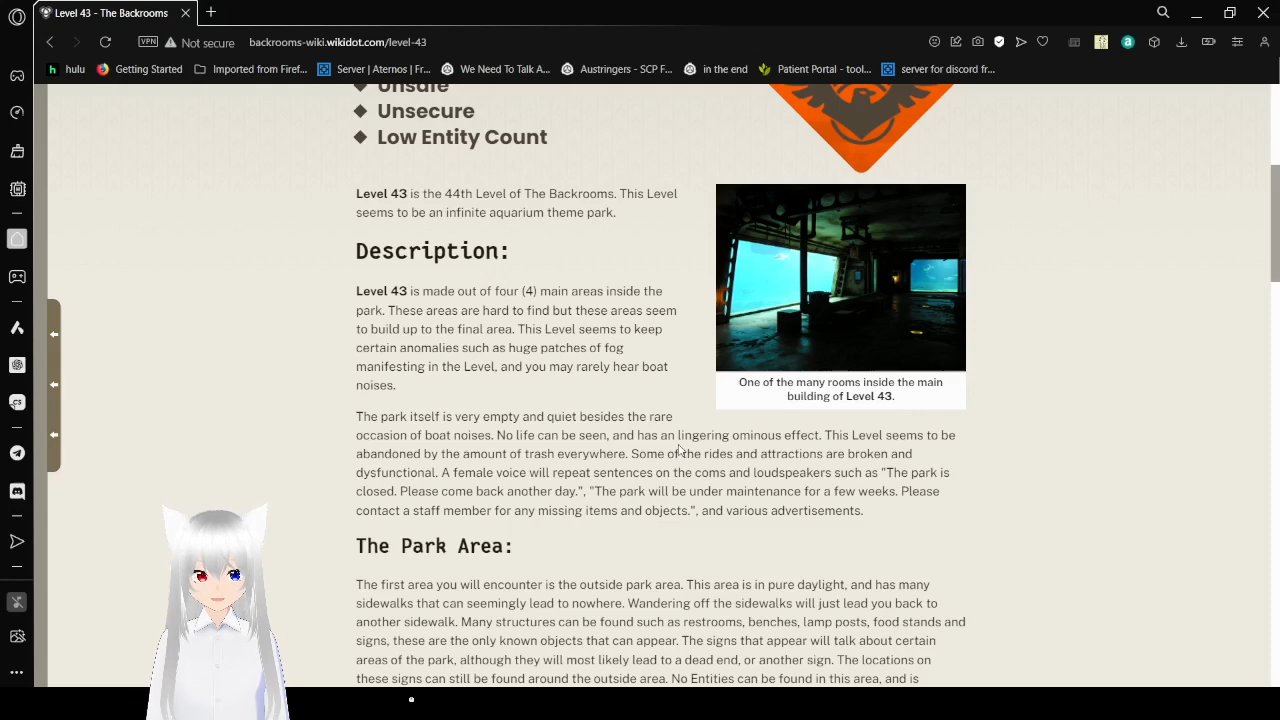 Level 43 - The Backrooms
VPN
Not secure
backrooms-wiki.wikidot.com/level-43
hulu
Getting Started
Imported from Firef...
Server | Aternos | Fr...
We Need To Talk A...
Austringers - SCP F...
in the end
Patient Portal - tool...
server for discord fr...
Unsafe
Unsecure
Low Entity Count
Level 43 is the 44th Level of The Backrooms. This Level
seems to be an infinite aquarium theme park.
Description:
Level 43 is made out of four (4) main areas inside the
park. These areas are hard to find but these areas seem
to build up to the final area. This Level seems to keep
certain anomalies such as huge patches of fog
manifesting in the Level, and you may rarely hear boat
noises.
One of the many rooms inside the main
building of Level 43.
The park itself is very empty and quiet besides the rare
occasion of boat noises. No life can be seen, and has an lingering ominous effect. This Level seems to be
abandoned by the amount of trash everywhere. Some of the rides and attractions are broken and
dysfunctional. A female voice will repeat sentences on the coms and loudspeakers such as "The park is
closed. Please come back another day.", "The park will be under maintenance for a few weeks. Please
contact a staff member for any missing items and objects.", and various advertisements.
The Park Area:
The first area you will encounter is the outside park area. This area is in pure daylight, and has many
sidewalks that can seemingly lead to nowhere. Wandering off the sidewalks will just lead you back to
another sidewalk. Many structures can be found such as restrooms, benches, lamp posts, food stands and
signs, these are the only known objects that can appear. The signs that appear will talk about certain
areas of the park, although they will most likely lead to a dead end, or another sign. The locations on
these signs can still be found around the outside area. No Entities can be found in this area, and is